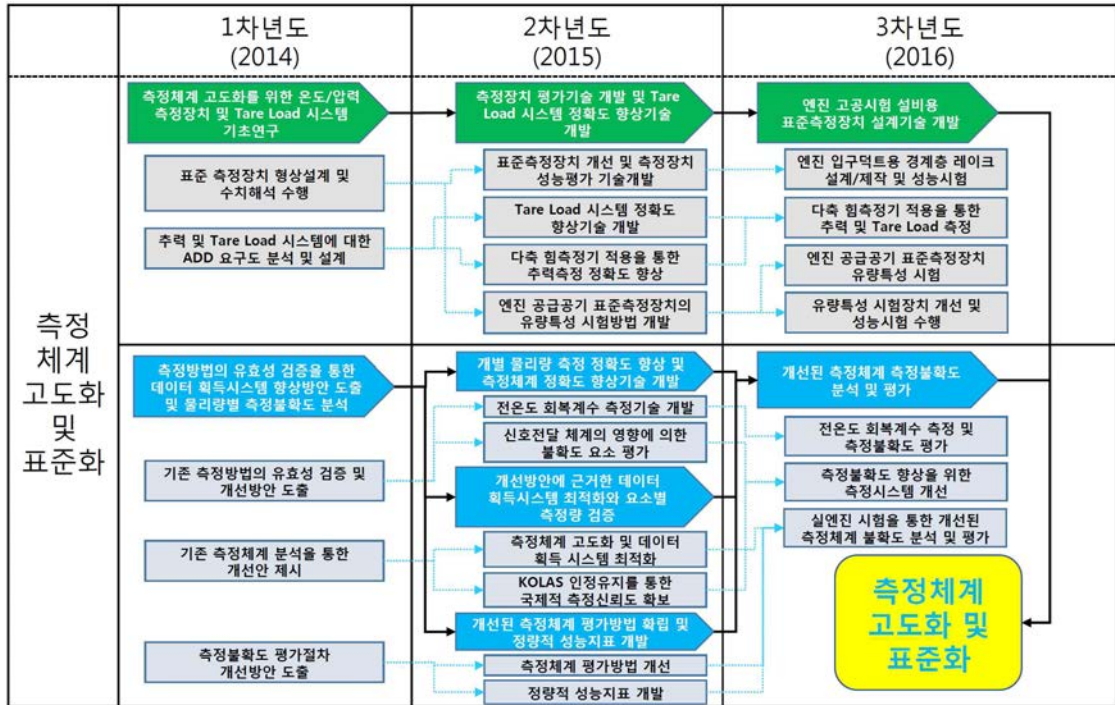 1차년도
(2014)
2차년도
(2015)
3차년도
(2016)
측정
체계
고도화
및
표준화
측정체계 고도화를 위한 온도/압력
측정장치 및 Tare Load 시스템
기초연구
표준 측정장치 형상설계 및
수치해석 수행
추력 및 Tare Load 시스템에 대한
ADD 요구도 분석 및 설계
측정장치 평가기술 개발 및 Tare
Load 시스템 정확도 향상기술
개발
표준측정장치 개선 및 측정장치
성능평가 기술개발
Tare Load 시스템 정확도
향상기술 개발
다축 힘측정기 적용을 통한
추력측정 정확도 향상
엔진 공급공기 표준측정장치의
유량특성 시험방법 개발
엔진 고공시험 설비용
표준측정장치 설계기술 개발
엔진 입구덕트용 경계층 레이크
설계/제작 및 성능시험
다축 힘측정기 적용을 통한
추력 및 Tare Load 측정
엔진 공급공기 표준측정장치
유량특성 시험
유량특성 시험장치 개선 및
성능시험 수행
측정방법의 유효성 검증을 통한
데이터 획득시스템 향상방안 도출
및 물리량별 측정불확도 분석
기존 측정방법의 유효성 검증 및
개선방안 도출
기존 측정체계 분석을 통한
개선안 제시
측정불확도 평가절차
개선방안 도출
개별 물리량 측정 정확도 향상 및
측정체계 정확도 향상기술 개발
전온도 회복계수 측정기술 개발
신호전달 체계의 영향에 의한
불확도 요소 평가
개선방안에 근거한 데이터
획득시스템 최적화와 요소별
측정량 검증
측정체계 고도화 및 데이터
획득 시스템 최적화
KOLAS 인정유지를 통한
국제적 측정신뢰도 확보
개선된 측정체계 평가방법 확립 및
정량적 성능지표 개발
측정체계 평가방법 개선
정량적 성능지표 개발
개선된 측정체계 측정불확도
분석 및 평가
전온도 회복계수 측정 및
측정불확도 평가
측정불확도 향상을 위한
측정시스템 개선
실엔진 시험을 통한 개선된
측정체계 불확도 분석 및 평가
측정체계
고도화 및
표준화